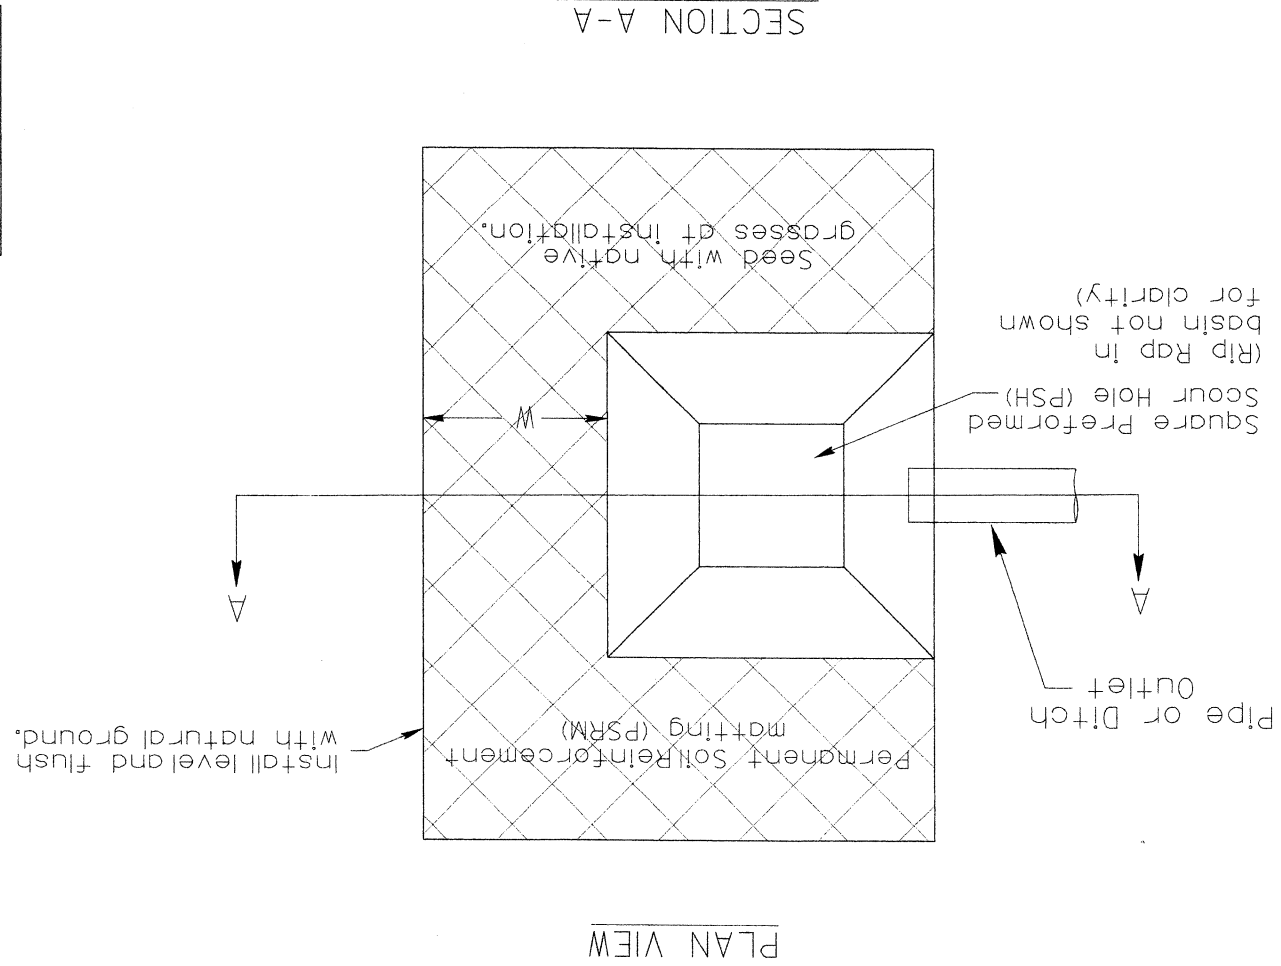 PLAN VIEW
Pipe or Ditch
Outlet
Permanent Soil Reinforcement
matting (PSRM)
Install level and flush
with natural ground.
A
A
Square Preformed
Scour Hole (PSH)
(Rip Rap in
basin not shown
for clarity)
W
Seed with native
grasses at installation.
SECTION A-A